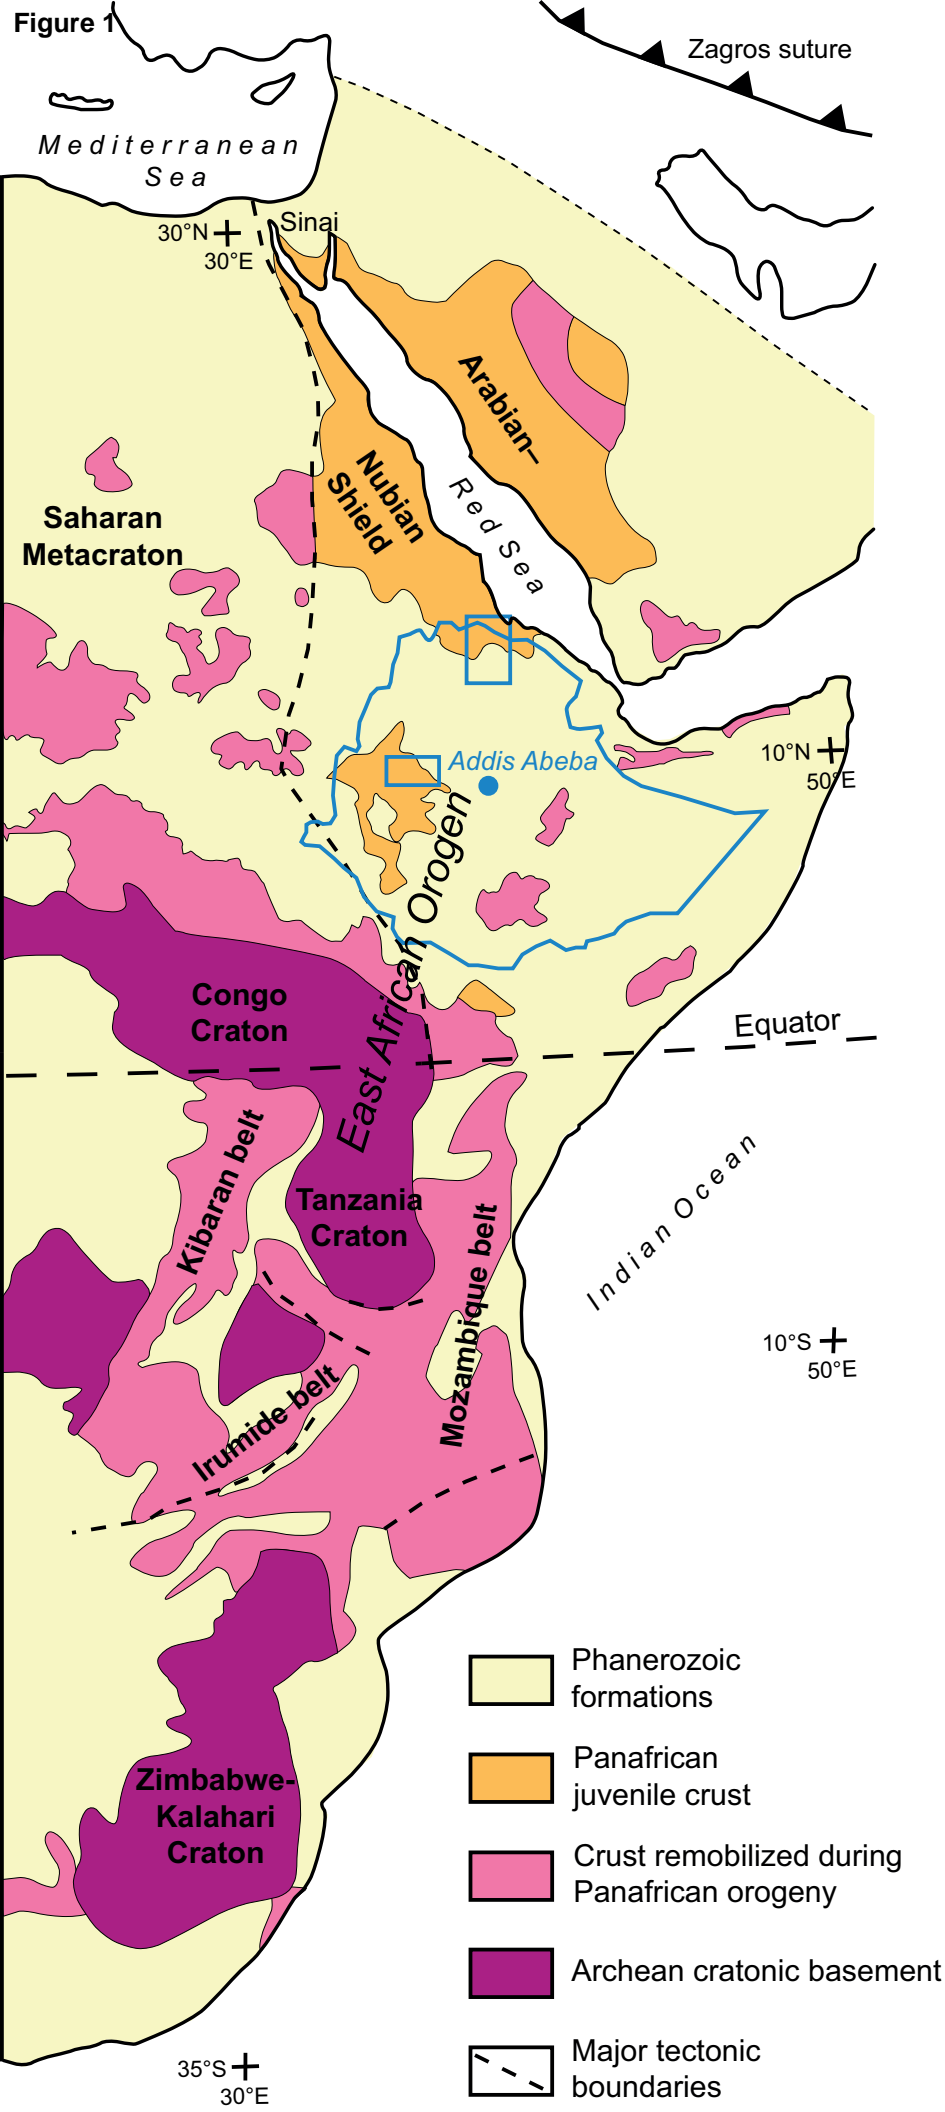 Figure 1
Zagros suture
Mediterranean
Sea
Sinai
30°N
30°E
Arabian–
Nubian
Shield
Red Sea
Saharan
Metacraton
Addis Abeba
10°N
50°E
East African Orogen
Congo
Craton
Equator
Kibaran belt
Tanzania
Craton
Mozambique belt
Indian Ocean
10°S
50°E
Irumide belt
Zimbabwe-
Kalahari
Craton
Phanerozoic
formations
Panafrican
juvenile crust
Crust remobilized during
Panafrican orogeny
Archean cratonic basement
Major tectonic
boundaries
35°S
30°E